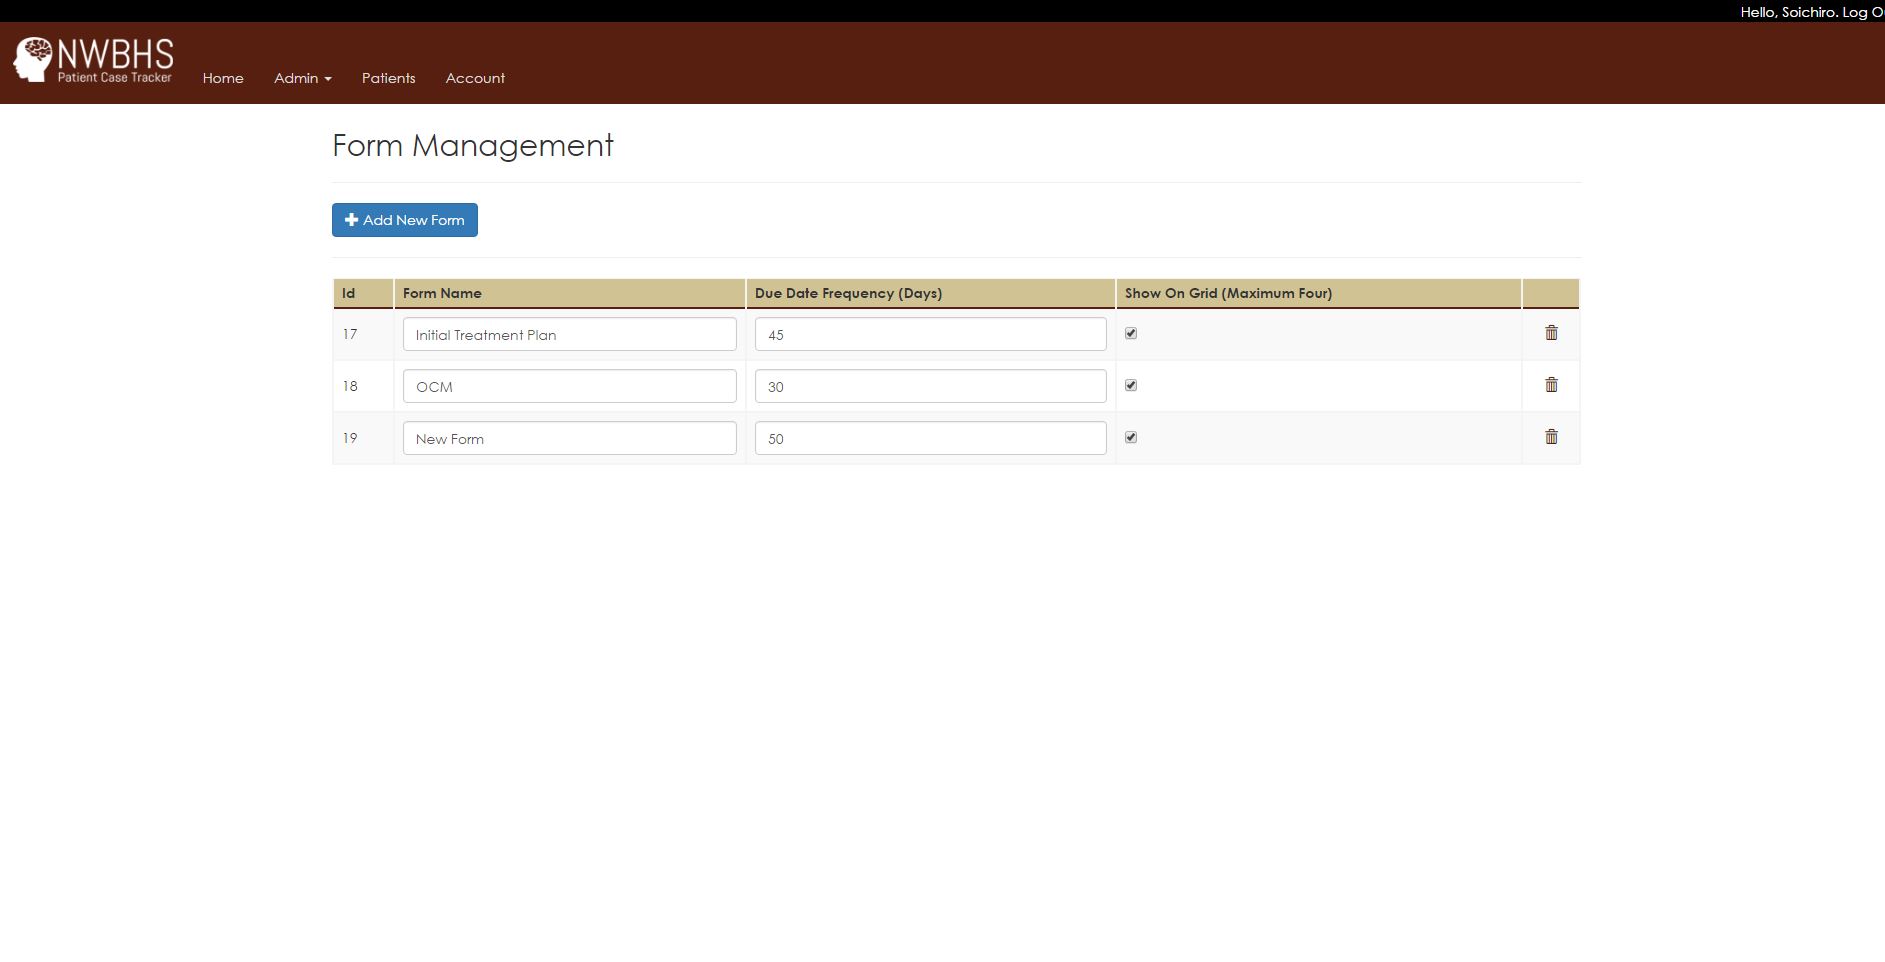 Hello, Soichiro. Log O
NWBHS
Patient Case Tracker
Home Admin Patients Account
Form Management
Add New Form
Id Form Name Due Date Frequency (Days) Show On Grid (Maximum Four)
17 Initial Treatment Plan 45
18 OCM 30
19 New Form 50